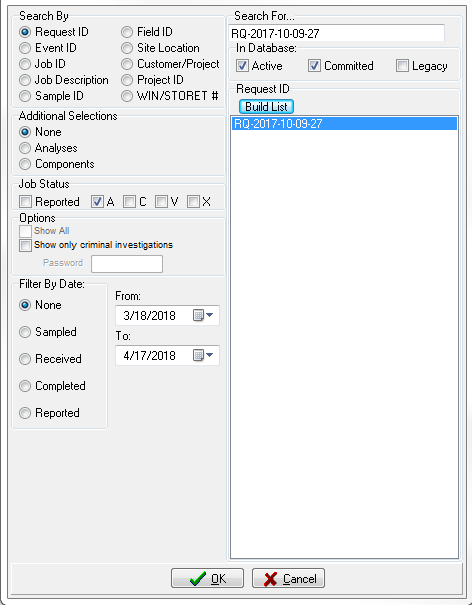 Search By
Request ID
Field ID
Event ID
Site Location
Job ID
Customer/Project
Job Description
Project ID
Sample ID
WIN/STORET #
Additional Selections
None
Analyses
Components
Job Status
Reported A C V X
Options
Show All
Show only criminal investigations
Password
Filter By Date:
None
Sampled
Received
Completed
Reported
From:
3/18/2018
To:
4/17/2018
Search For...
RQ-2017-10-09-27
In Database:
Active Committed Legacy
Request ID
Build List
RQ-2017-10-09-27
OK Cancel